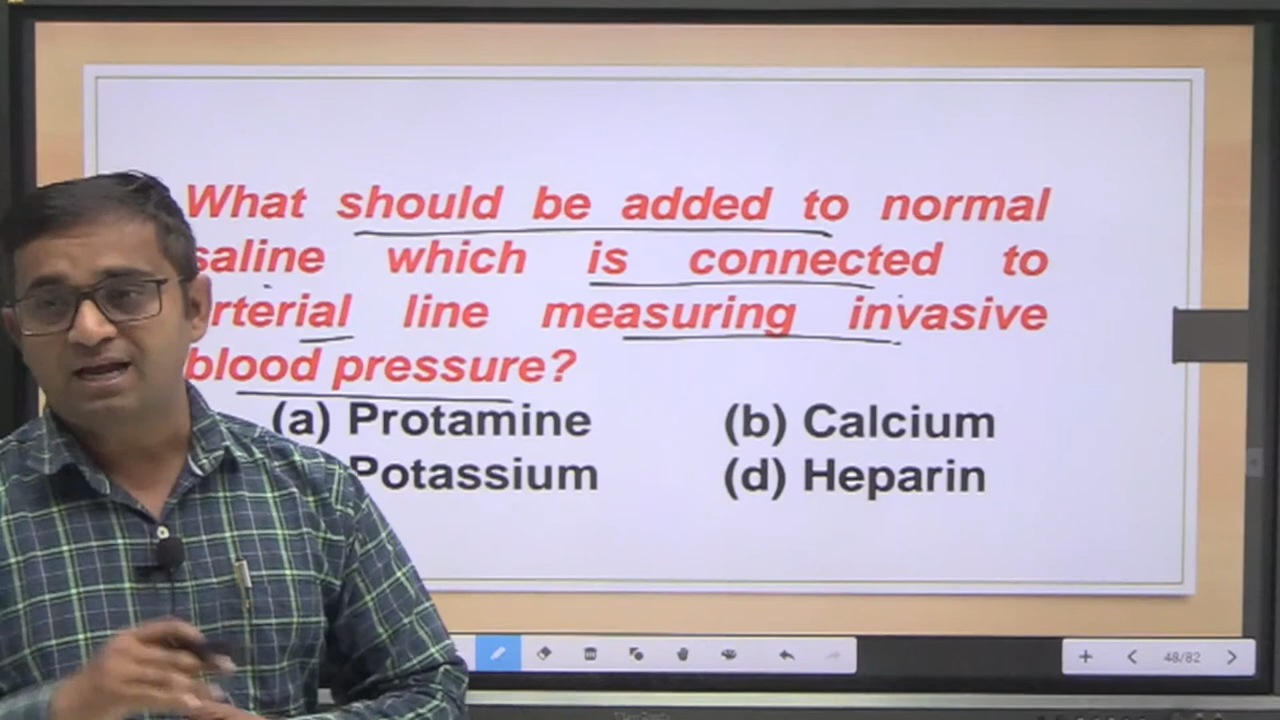 What should be added to normal
saline which is connected to
arterial line measuring invasive
blood pressure?
(a) Protamine (b) Calcium
Potassium (d) Heparin
48/82